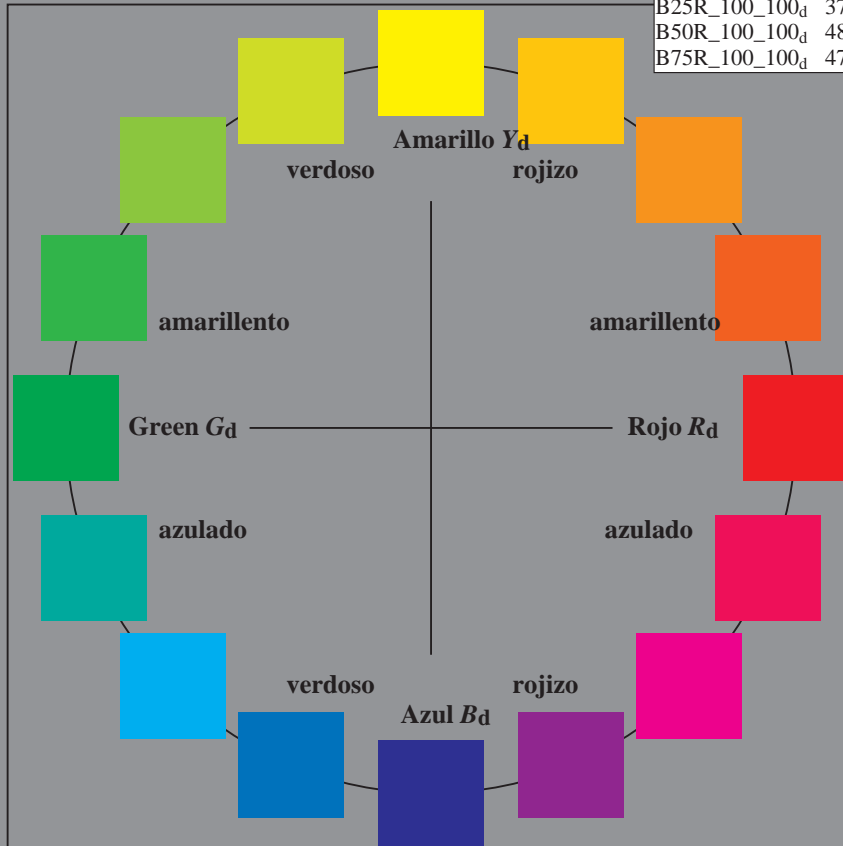 B25R_100_100d 37
B50R_100_100d 48
B75R_100_100d 47
Amarillo Yd
verdoso rojizo
amarillento amarillento
Green Gd Rojo Rd
azulado azulado
verdoso rojizo
Azul Bd